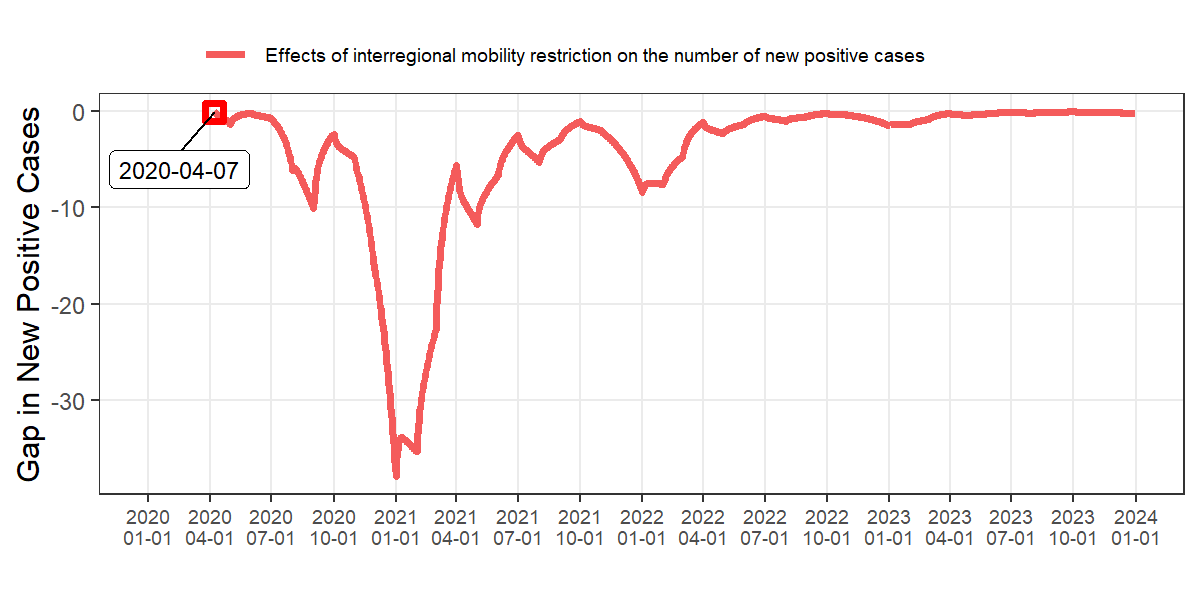 Effects of interregional mobility restriction on the number of new positive cases
Gap in New Positive Cases
0
-10
-20
-30
2020-04-07
2020 2020 2020 2020 2021 2021 2021 2021 2022 2022 2022 2022 2023 2023 2023 2023 2024
01-01 04-01 07-01 10-01 01-01 04-01 07-01 10-01 01-01 04-01 07-01 10-01 01-01 04-01 07-01 10-01 01-01